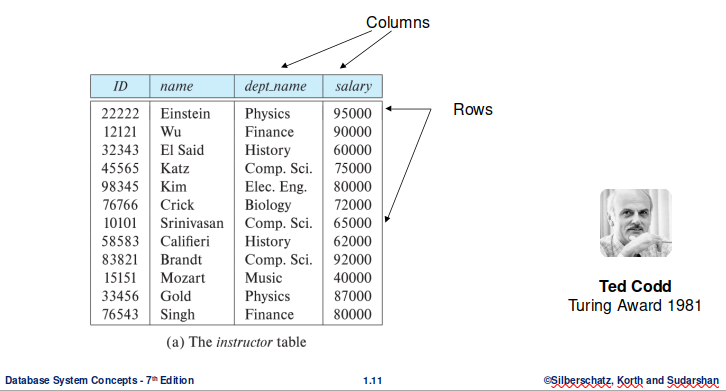 Columns
ID name dept_name salary
22222 Einstein Physics 95000
12121 Wu Finance 90000
32343 El Said History 60000
45565 Katz Comp. Sci. 75000
98345 Kim Elec. Eng. 80000
76766 Crick Biology 72000
10101 Srinivasan Comp. Sci. 65000
58583 Califieri History 62000
83821 Brandt Comp. Sci. 92000
15151 Mozart Music 40000
33456 Gold Physics 87000
76543 Singh Finance 80000
Rows
(a) The instructor table
Ted Codd
Turing Award 1981
Database System Concepts - 7th Edition 1.11 ©Silberschatz, Korth and Sudarshan